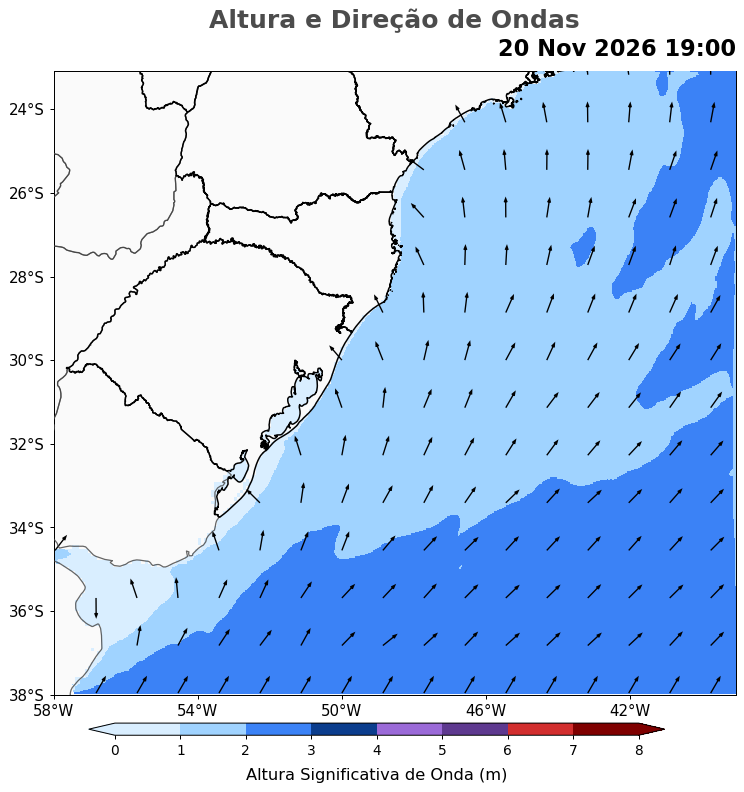 Altura e Direção de Ondas
20 Nov 2026 19:00
24°S
26°S
28°S
30°S
32°S
34°S
36°S
38°S
58°W 54°W 50°W 46°W 42°W
0 1 2 3 4 5 6 7 8
Altura Significativa de Onda (m)